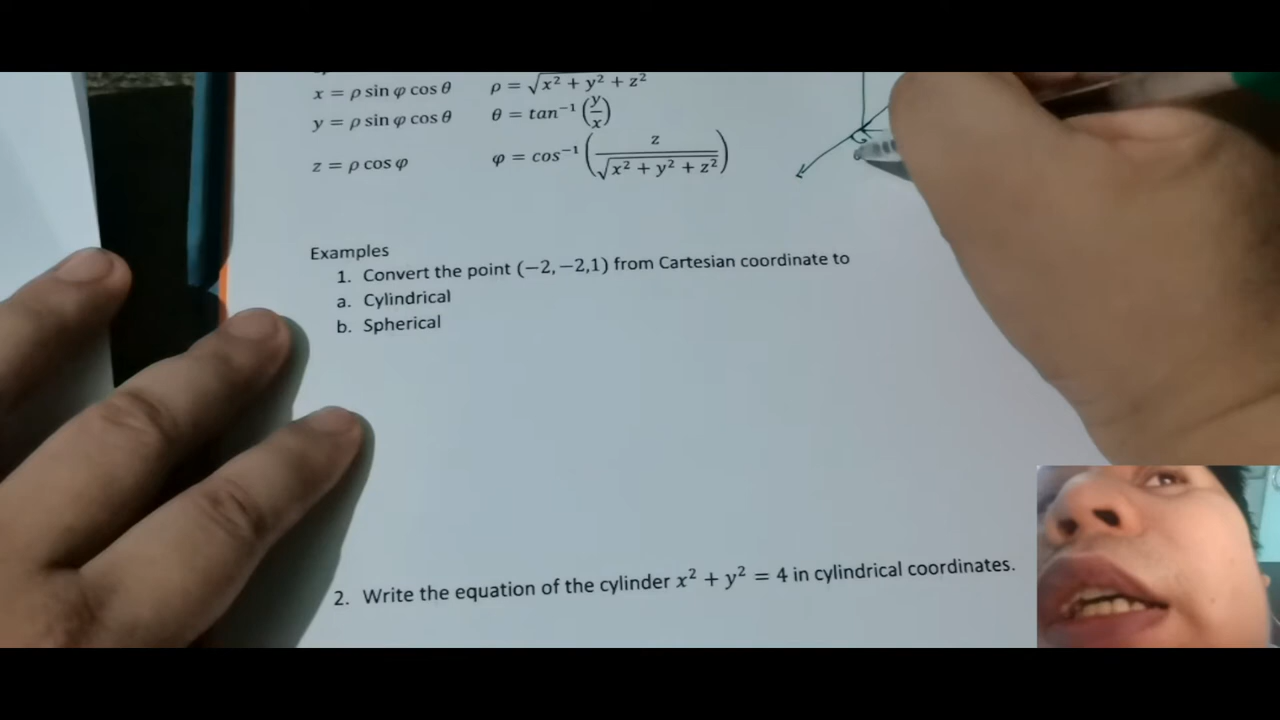 x = ρ sin φ cos θ ρ = √x² + y² + z²
y = ρ sin φ cos θ θ = tan⁻¹ (y/x)
z = ρ cos φ φ = cos⁻¹ (z/√x² + y² + z²)
Examples
1. Convert the point (−2, −2,1) from Cartesian coordinate to
a. Cylindrical
b. Spherical
2. Write the equation of the cylinder x² + y² = 4 in cylindrical coordinates.